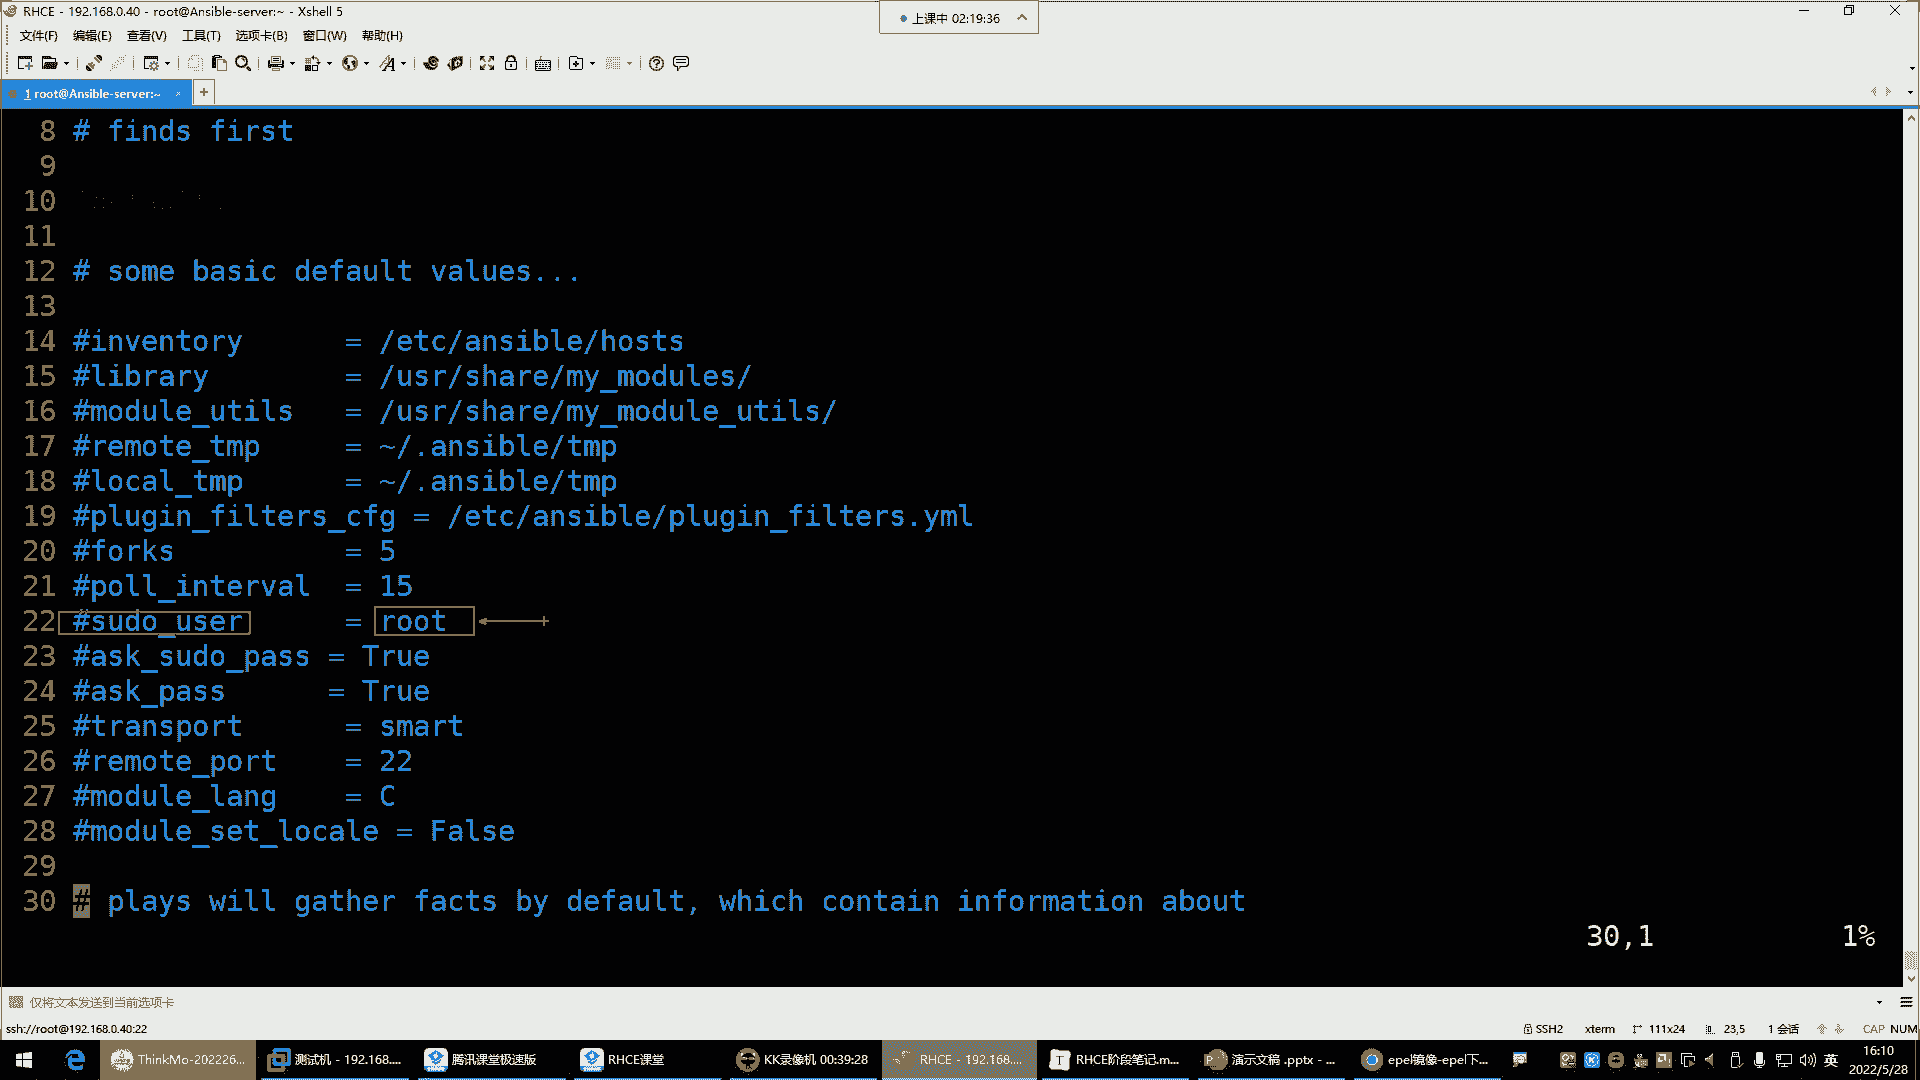 RHCE - 192.168.0.40 - root@Ansible-server:~ - Xshell 5
上课中 02:19:36
文件(F) 编辑(E) 查看(V) 工具(T) 选项卡(B) 窗口(W) 帮助(H)
1 root@Ansible-server:~
8 # finds first
9
10
11
12 # some basic default values...
13
14 #inventory      = /etc/ansible/hosts
15 #library        = /usr/share/my_modules/
16 #module_utils   = /usr/share/my_module_utils/
17 #remote_tmp     = ~/.ansible/tmp
18 #local_tmp      = ~/.ansible/tmp
19 #plugin_filters_cfg = /etc/ansible/plugin_filters.yml
20 #forks          = 5
21 #poll_interval  = 15
22 #sudo_user      = root
23 #ask_sudo_pass = True
24 #ask_pass      = True
25 #transport      = smart
26 #remote_port    = 22
27 #module_lang    = C
28 #module_set_locale = False
29
30 # plays will gather facts by default, which contain information about
30,1 1%
仅将文本发送到当前选项卡
ssh://root@192.168.0.40:22 SSH2 xterm 111x24 23,5 1 会话 CAP NUM
ThinkMo-202226... 测试机 - 192.168.... 腾讯课堂极速版 RHCE课堂 KK录像机 00:39:28 RHCE - 192.168.... RHCE阶段笔记.m... 演示文稿 .pptx - ... epel镜像-epel下... 英 16:10
2022/5/28